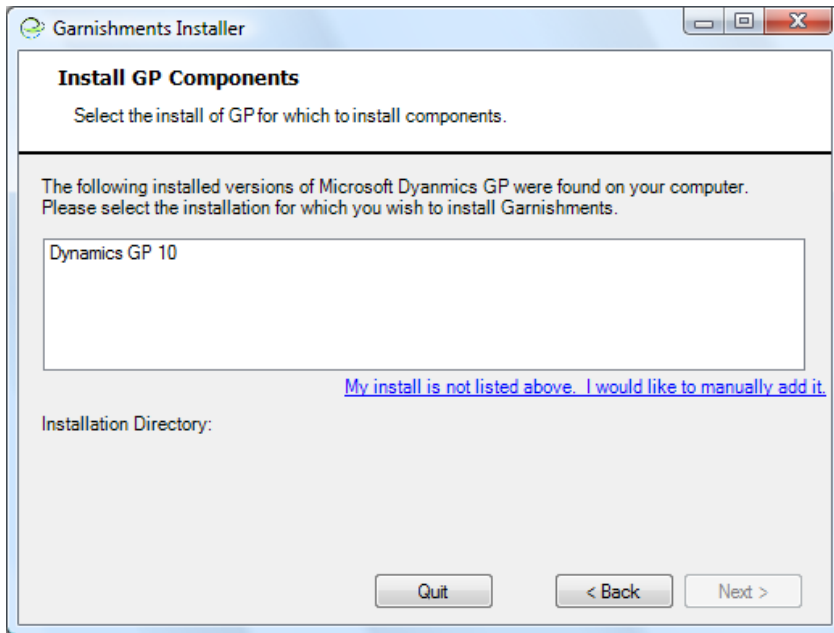 Garnishments Installer
Install GP Components
Select the install of GP for which to install components.
The following installed versions of Microsoft Dyanmics GP were found on your computer.
Please select the installation for which you wish to install Garnishments.
Dynamics GP 10
My install is not listed above.  I would like to manually add it.
Installation Directory:
Quit
< Back
Next >